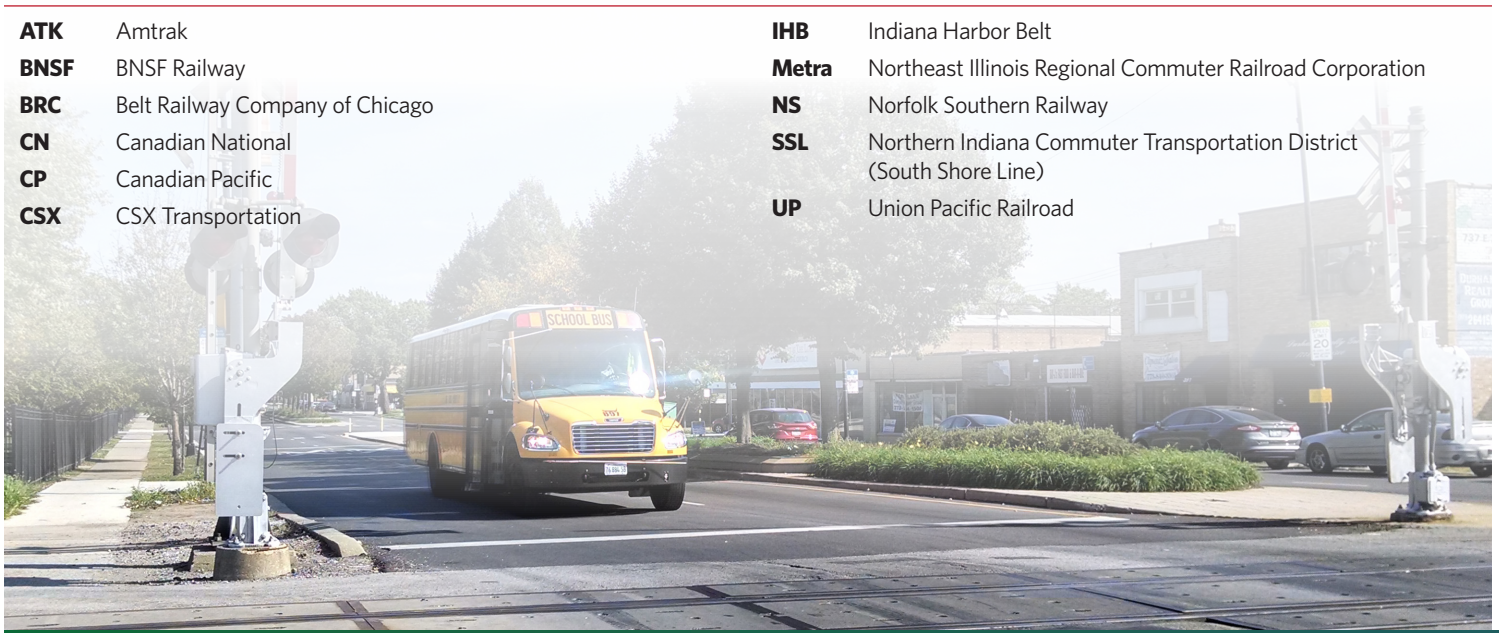 ATK Amtrak
BNSF BNSF Railway
BRC Belt Railway Company of Chicago
CN Canadian National
CP Canadian Pacific
CSX CSX Transportation
IHB Indiana Harbor Belt
Metra Northeast Illinois Regional Commuter Railroad Corporation
NS Norfolk Southern Railway
SSL Northern Indiana Commuter Transportation District
(South Shore Line)
UP Union Pacific Railroad
SCHOOL BUS
20